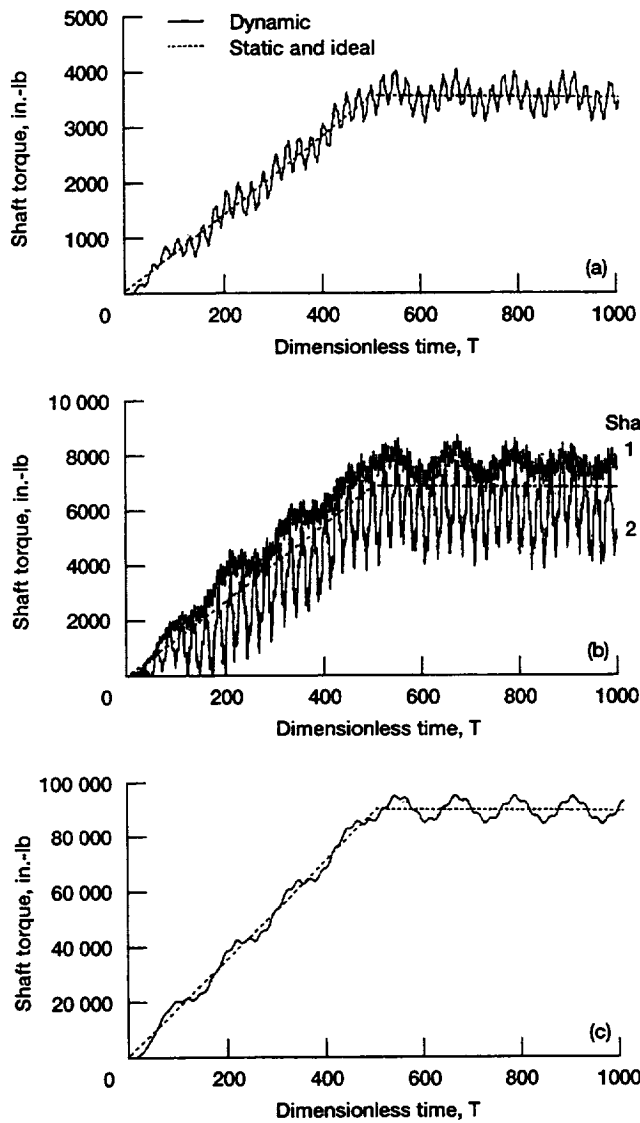 5000
Dynamic
Static and ideal
4000
3000
2000
1000
Shaft torque, in.-lb
(a)
0 200 400 600 800 1000
Dimensionless time, T
10 000
Sha
8000
1
6000
4000
2
2000
Shaft torque, in.-lb
(b)
0 200 400 600 800 1000
Dimensionless time, T
100 000
80 000
60 000
40 000
20 000
Shaft torque, in.-lb
(c)
0 200 400 600 800 1000
Dimensionless time, T